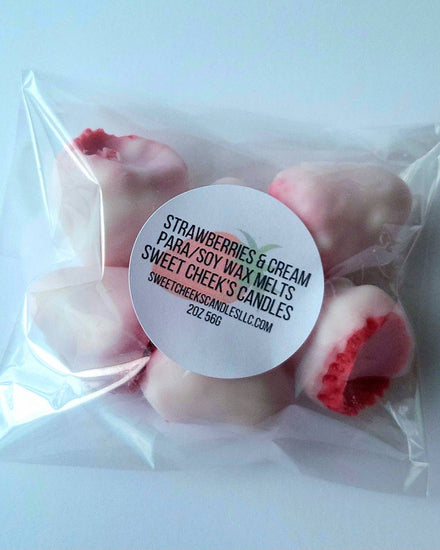 STRAWBERRIES & CREAM
PARA/SOY WAX MELTS
SWEET CHEEK'S CANDLES
SWEETCHEEKSCANDLESLLC.COM
2OZ 56G